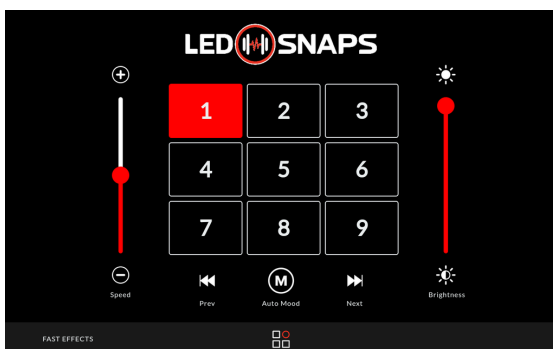 LED SNAPS
1 2 3
4 5 6
7 8 9
Speed
Prev
M
Auto Mood
Next
Brightness
FAST EFFECTS